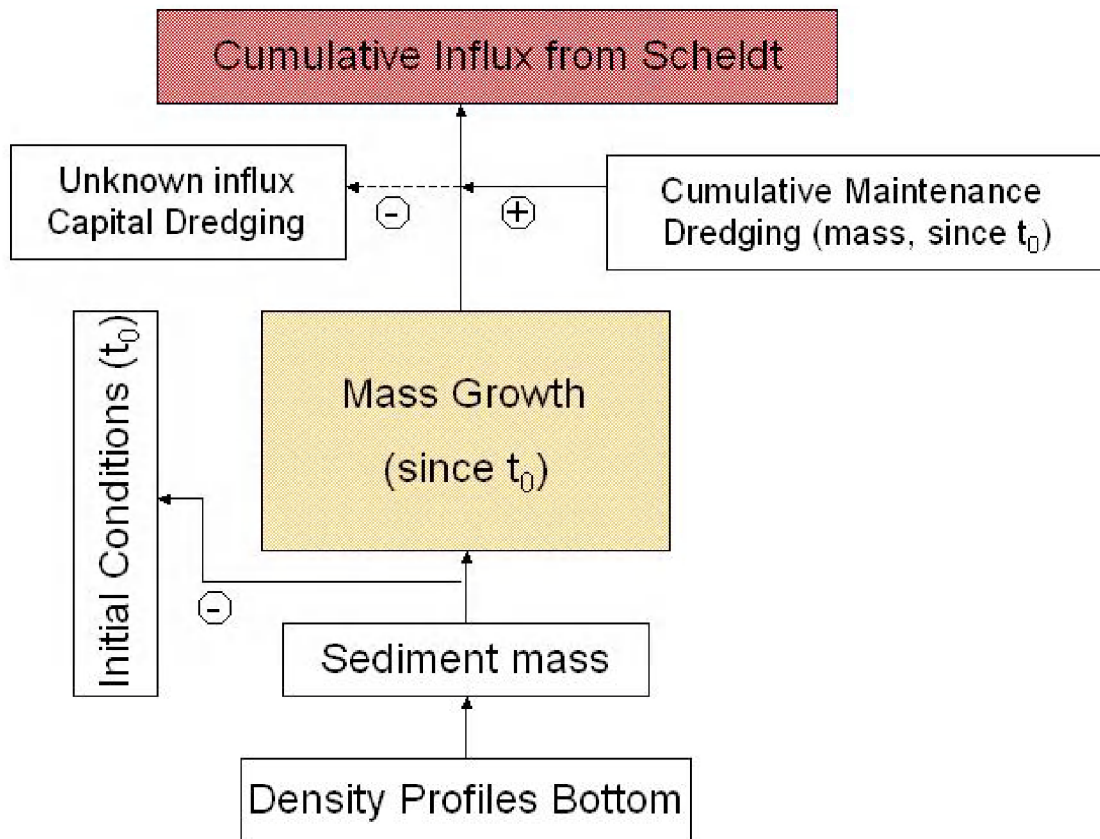 Cumulative Influx from Scheldt
Unknown influx
Capital Dredging
-
+
Cumulative Maintenance
Dredging (mass, since t₀)
Initial Conditions (t₀)
Mass Growth
(since t₀)
-
Sediment mass
Density Profiles Bottom